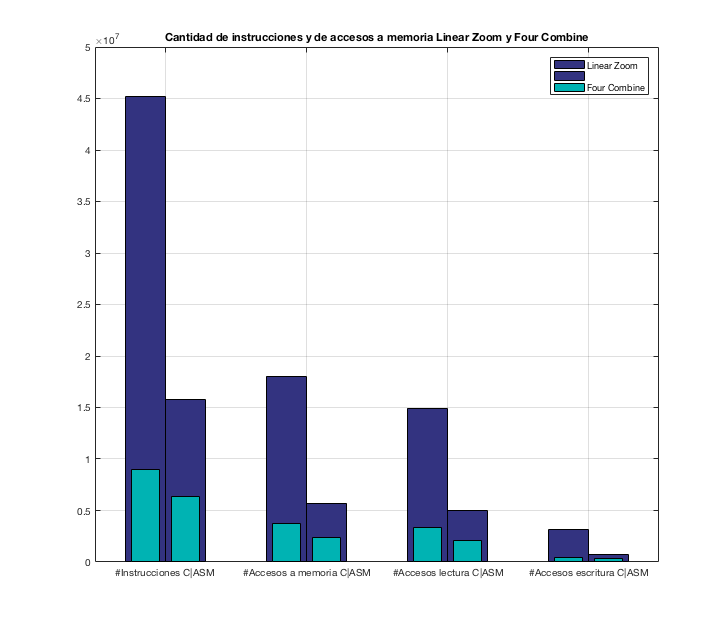 Cantidad de instrucciones y de accesos a memoria Linear Zoom y Four Combine
×10^7
5
4.5
4
3.5
3
2.5
2
1.5
1
0.5
0
Linear Zoom
Four Combine
#Instrucciones C|ASM
#Accesos a memoria C|ASM
#Accesos lectura C|ASM
#Accesos escritura C|ASM